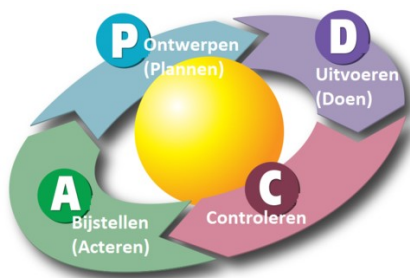 P
Ontwerpen
(Plannen)
D
Uitvoeren
(Doen)
C
Controleren
A
Bijstellen
(Acteren)